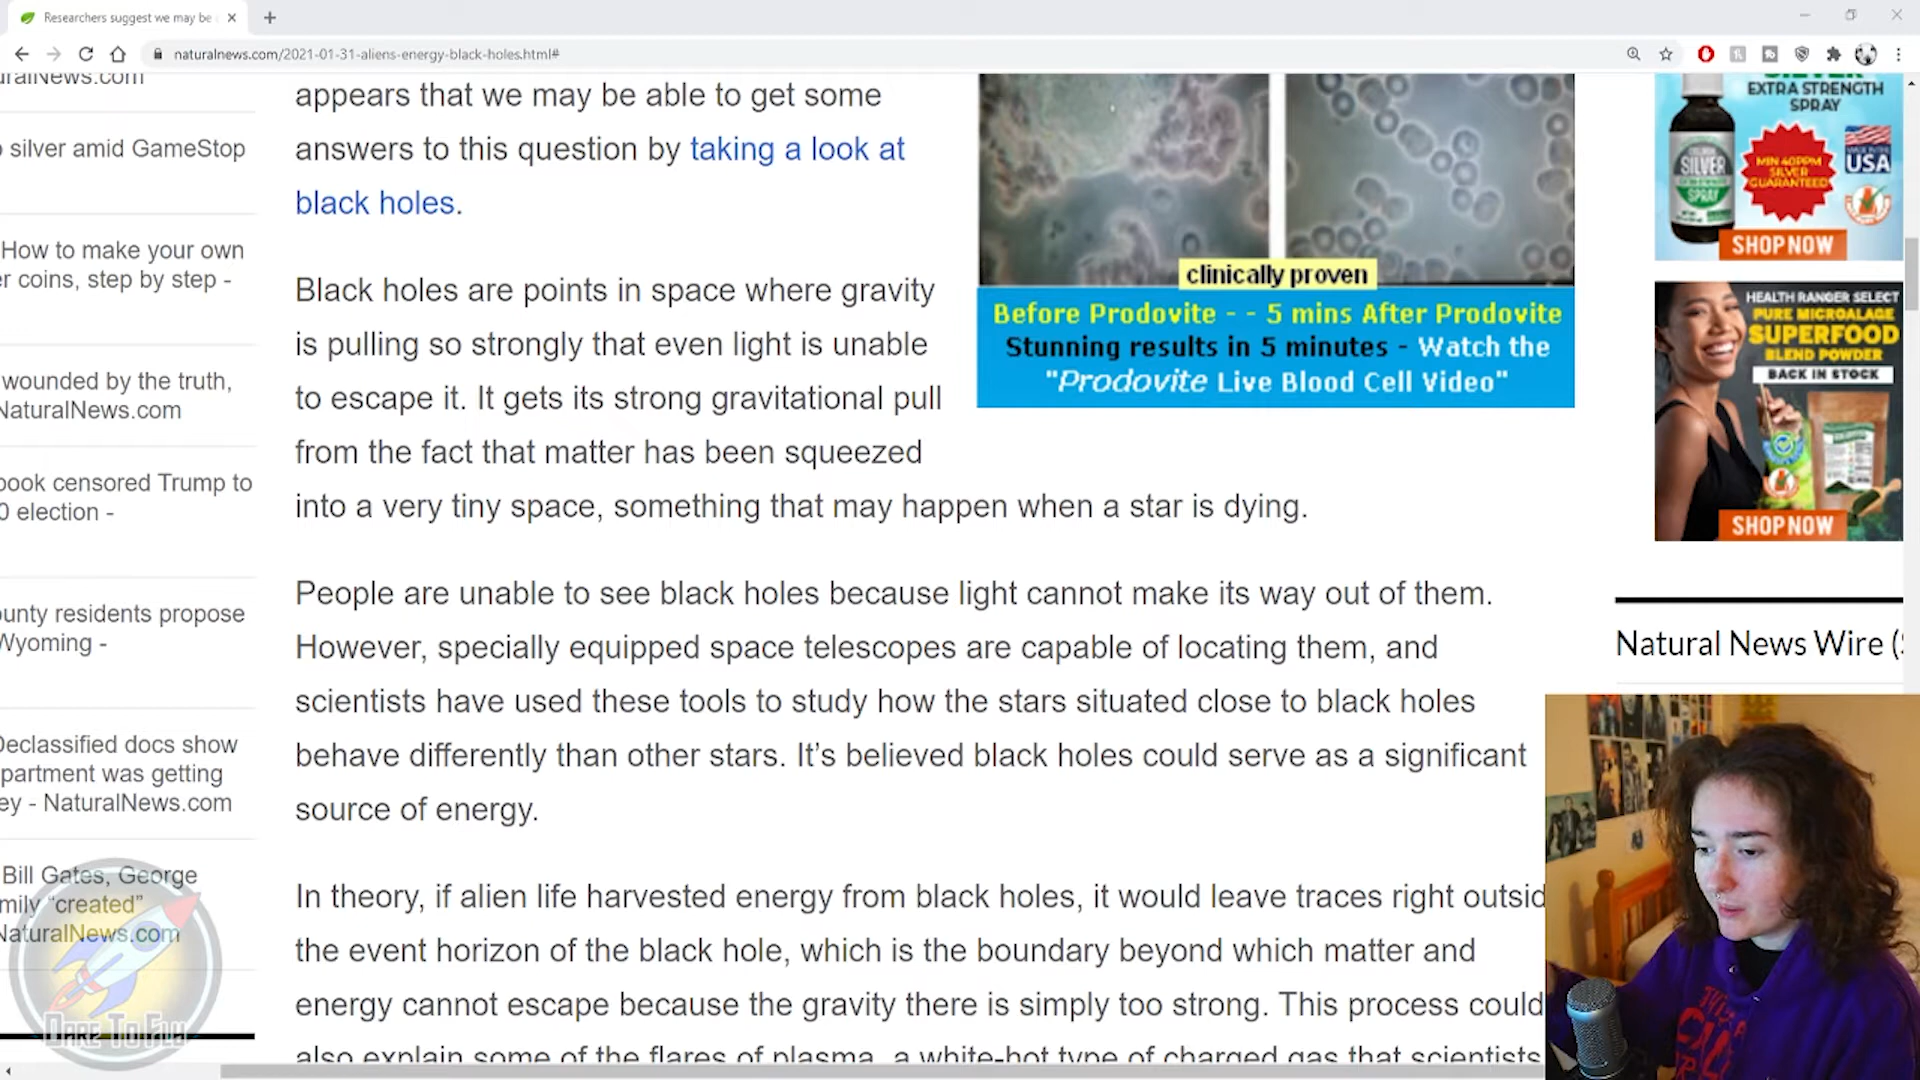 Researchers suggest we may be
naturalnews.com/2021-01-31-aliens-energy-black-holes.html#
uralNews.com
o silver amid GameStop
How to make your own
er coins, step by step -
wounded by the truth,
NaturalNews.com
book censored Trump to
0 election -
ounty residents propose
Wyoming -
Declassified docs show
partment was getting
ey - NaturalNews.com
Bill Gates, George
mily “created”
NaturalNews.com
DARE TO FLY
appears that we may be able to get some
answers to this question by taking a look at
black holes.
Black holes are points in space where gravity
is pulling so strongly that even light is unable
to escape it. It gets its strong gravitational pull
from the fact that matter has been squeezed
into a very tiny space, something that may happen when a star is dying.
People are unable to see black holes because light cannot make its way out of them.
However, specially equipped space telescopes are capable of locating them, and
scientists have used these tools to study how the stars situated close to black holes
behave differently than other stars. It’s believed black holes could serve as a significant
source of energy.
In theory, if alien life harvested energy from black holes, it would leave traces right outsid
the event horizon of the black hole, which is the boundary beyond which matter and
energy cannot escape because the gravity there is simply too strong. This process could
also explain some of the flares of plasma, a white-hot type of charged gas that scientists
clinically proven
Before Prodovite - - 5 mins After Prodovite
Stunning results in 5 minutes - Watch the
"Prodovite Live Blood Cell Video"
SILVER
EXTRA STRENGTH
SPRAY
SILVER
SPRAY
MIN 40PPM
SILVER
GUARANTEED
USA
SHOP NOW
HEALTH RANGER SELECT
PURE MICROALAGE
SUPERFOOD
BLEND POWDER
BACK IN STOCK
SHOP NOW
Natural News Wire (S